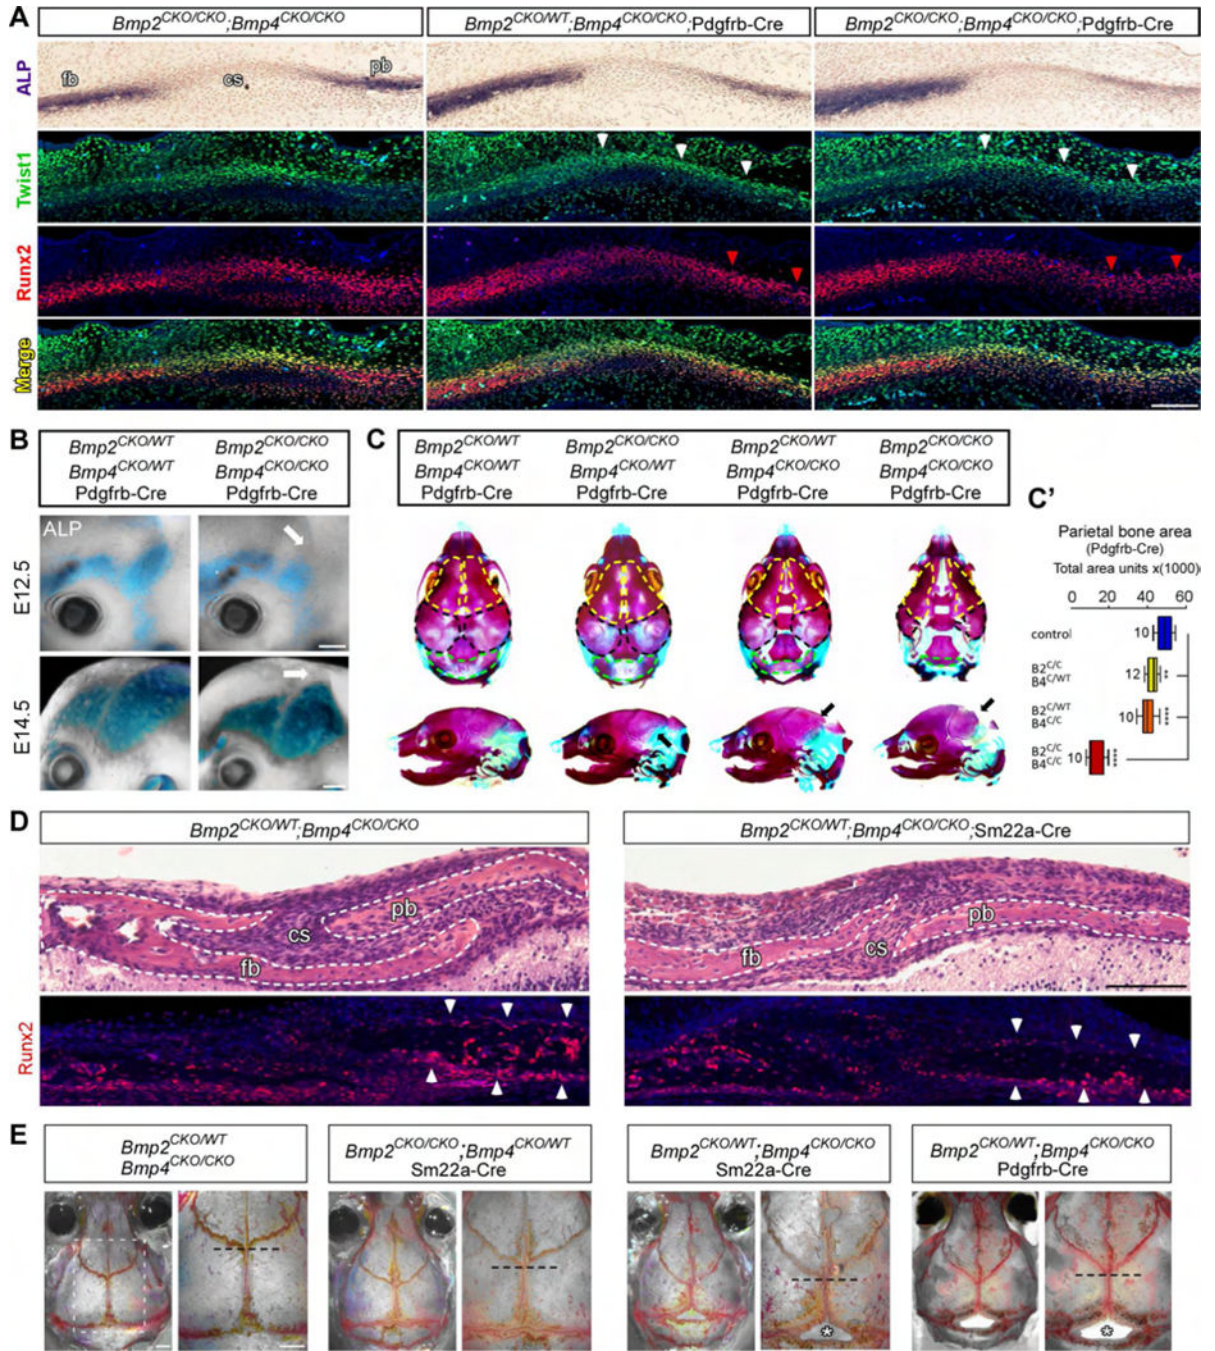 A
Bmp2CKO/CKO;Bmp4CKO/CKO
Bmp2CKO/WT;Bmp4CKO/CKO;Pdgfrb-Cre
Bmp2CKO/CKO;Bmp4CKO/CKO;Pdgfrb-Cre
ALP
fb
cs
pb
Twist1
Runx2
Merge
B
Bmp2CKO/WT
Bmp4CKO/WT
Pdgfrb-Cre
Bmp2CKO/CKO
Bmp4CKO/CKO
Pdgfrb-Cre
ALP
E12.5
E14.5
C
Bmp2CKO/WT
Bmp4CKO/WT
Pdgfrb-Cre
Bmp2CKO/CKO
Bmp4CKO/WT
Pdgfrb-Cre
Bmp2CKO/WT
Bmp4CKO/CKO
Pdgfrb-Cre
Bmp2CKO/CKO
Bmp4CKO/CKO
Pdgfrb-Cre
C'
Parietal bone area
(Pdgfrb-Cre)
Total area units x(1000)
0 20 40 60
control 10
B2C/C
B4C/WT
12 **
B2C/WT
B4C/C
10 ****
B2C/C
B4C/C
10 ****
D
Bmp2CKO/WT;Bmp4CKO/CKO
Bmp2CKO/WT;Bmp4CKO/CKO;Sm22a-Cre
pb
cs
fb
pb
fb
cs
Runx2
E
Bmp2CKO/WT
Bmp4CKO/CKO
Bmp2CKO/CKO;Bmp4CKO/WT
Sm22a-Cre
Bmp2CKO/WT;Bmp4CKO/CKO
Sm22a-Cre
Bmp2CKO/WT;Bmp4CKO/CKO
Pdgfrb-Cre
*
*